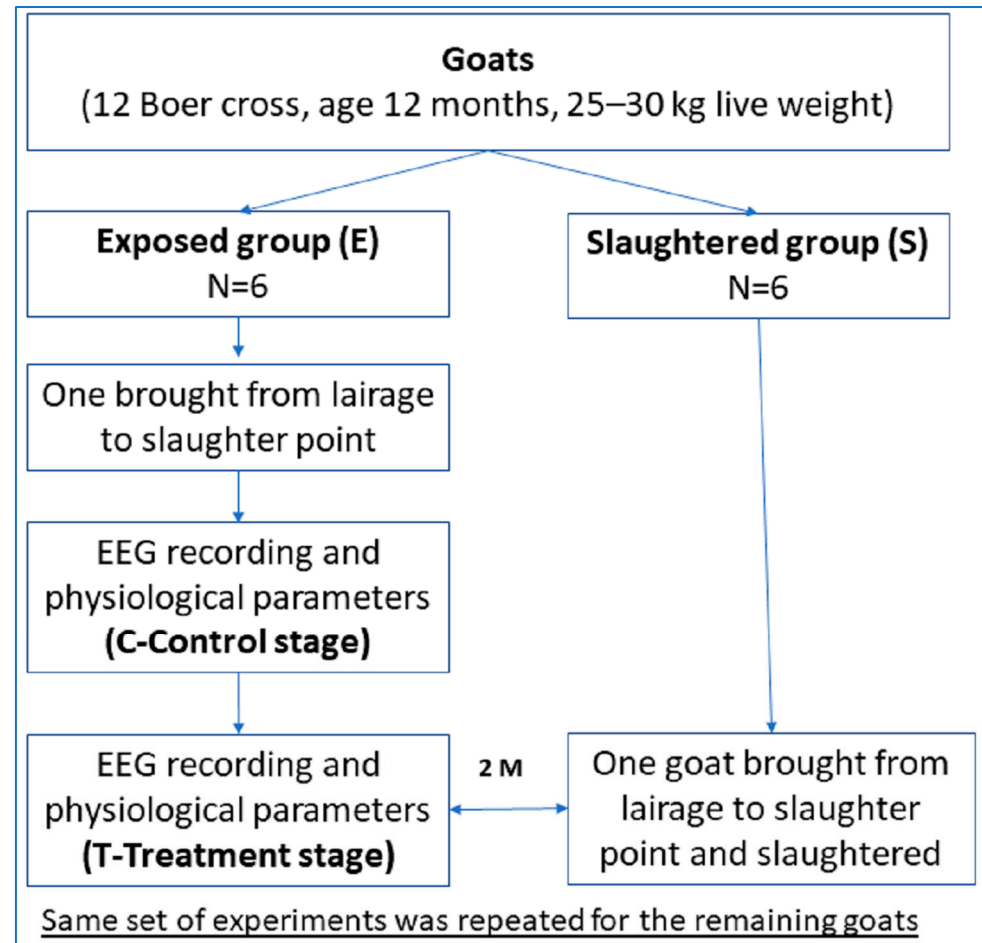 Goats
(12 Boer cross, age 12 months, 25–30 kg live weight)
Exposed group (E)
N=6
Slaughtered group (S)
N=6
One brought from lairage
to slaughter point
EEG recording and
physiological parameters
(C-Control stage)
EEG recording and
physiological parameters
(T-Treatment stage)
2 M
One goat brought from
lairage to slaughter
point and slaughtered
Same set of experiments was repeated for the remaining goats